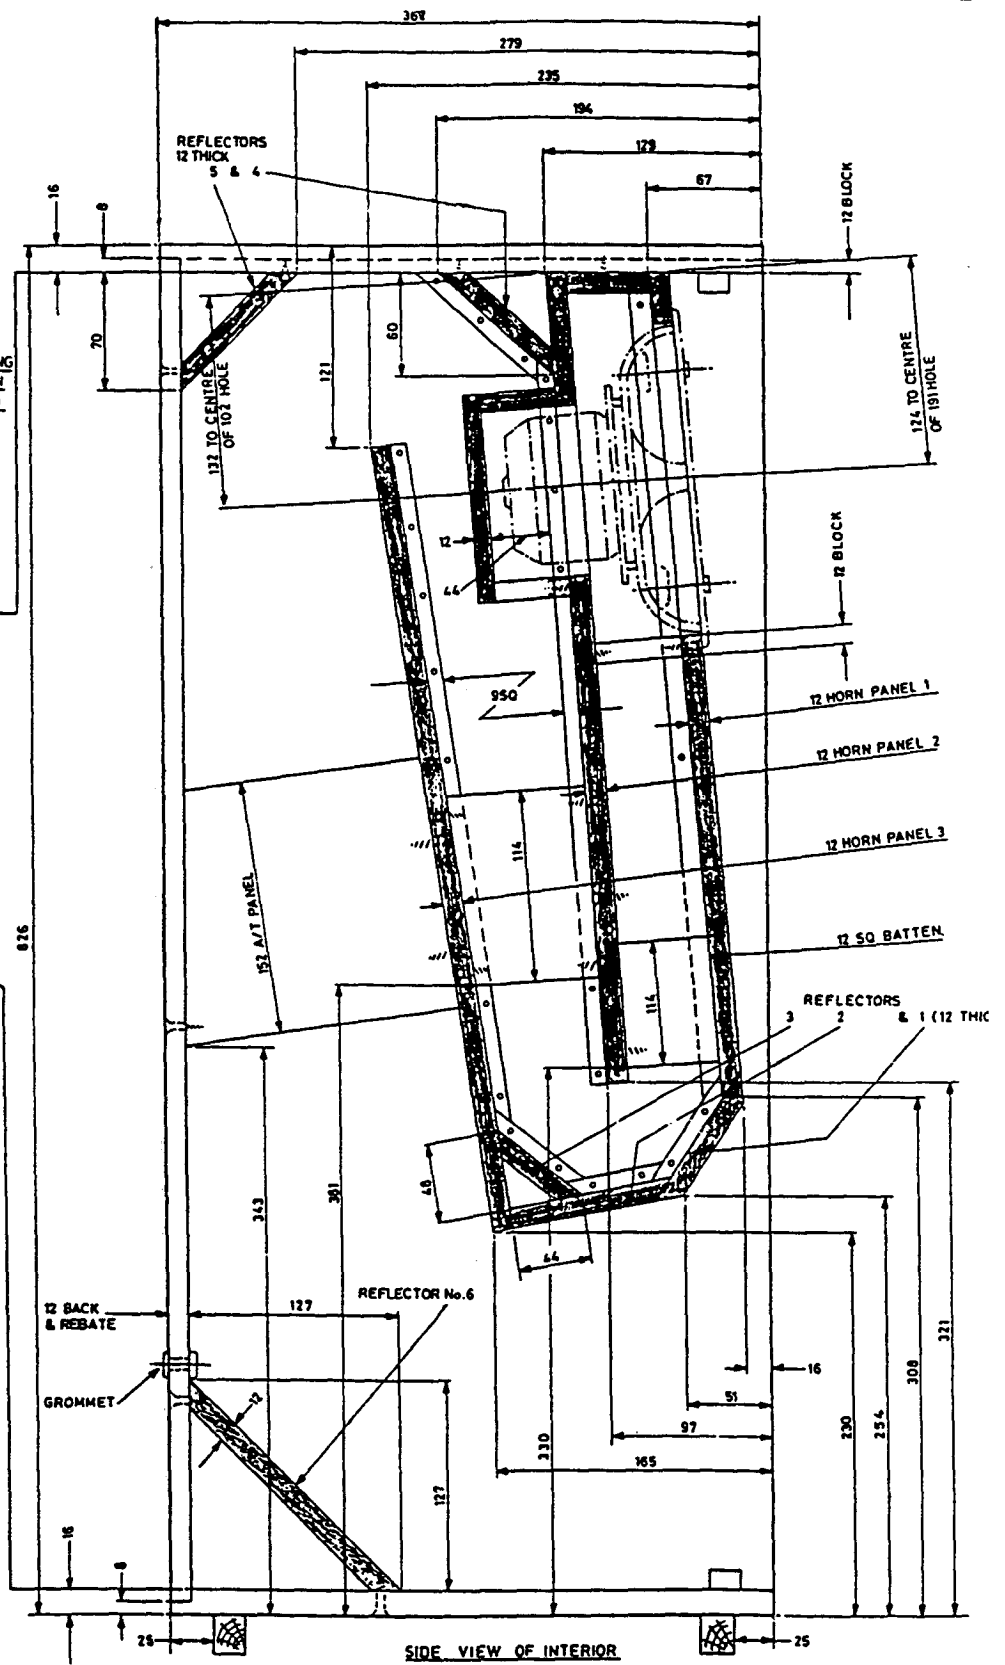 368
279
235
194
129
67
REFLECTORS
12 THICK
5 & 4
16
8
12 BLOCK
70
60
121
132 TO CENTRE
OF 102 HOLE
124 TO CENTRE
OF 191 HOLE
12
44
12 BLOCK
9SQ
12 HORN PANEL 1
12 HORN PANEL 2
12 HORN PANEL 3
114
152 A/T PANEL
826
12 SQ BATTEN.
114
REFLECTORS
3 2 & 1 (12 THIC
48
343
381
44
12 BACK
& REBATE
127
REFLECTOR No.6
GROMMET
12
127
330
16
51
97
165
230
254
308
321
16
8
25
25
SIDE VIEW OF INTERIOR